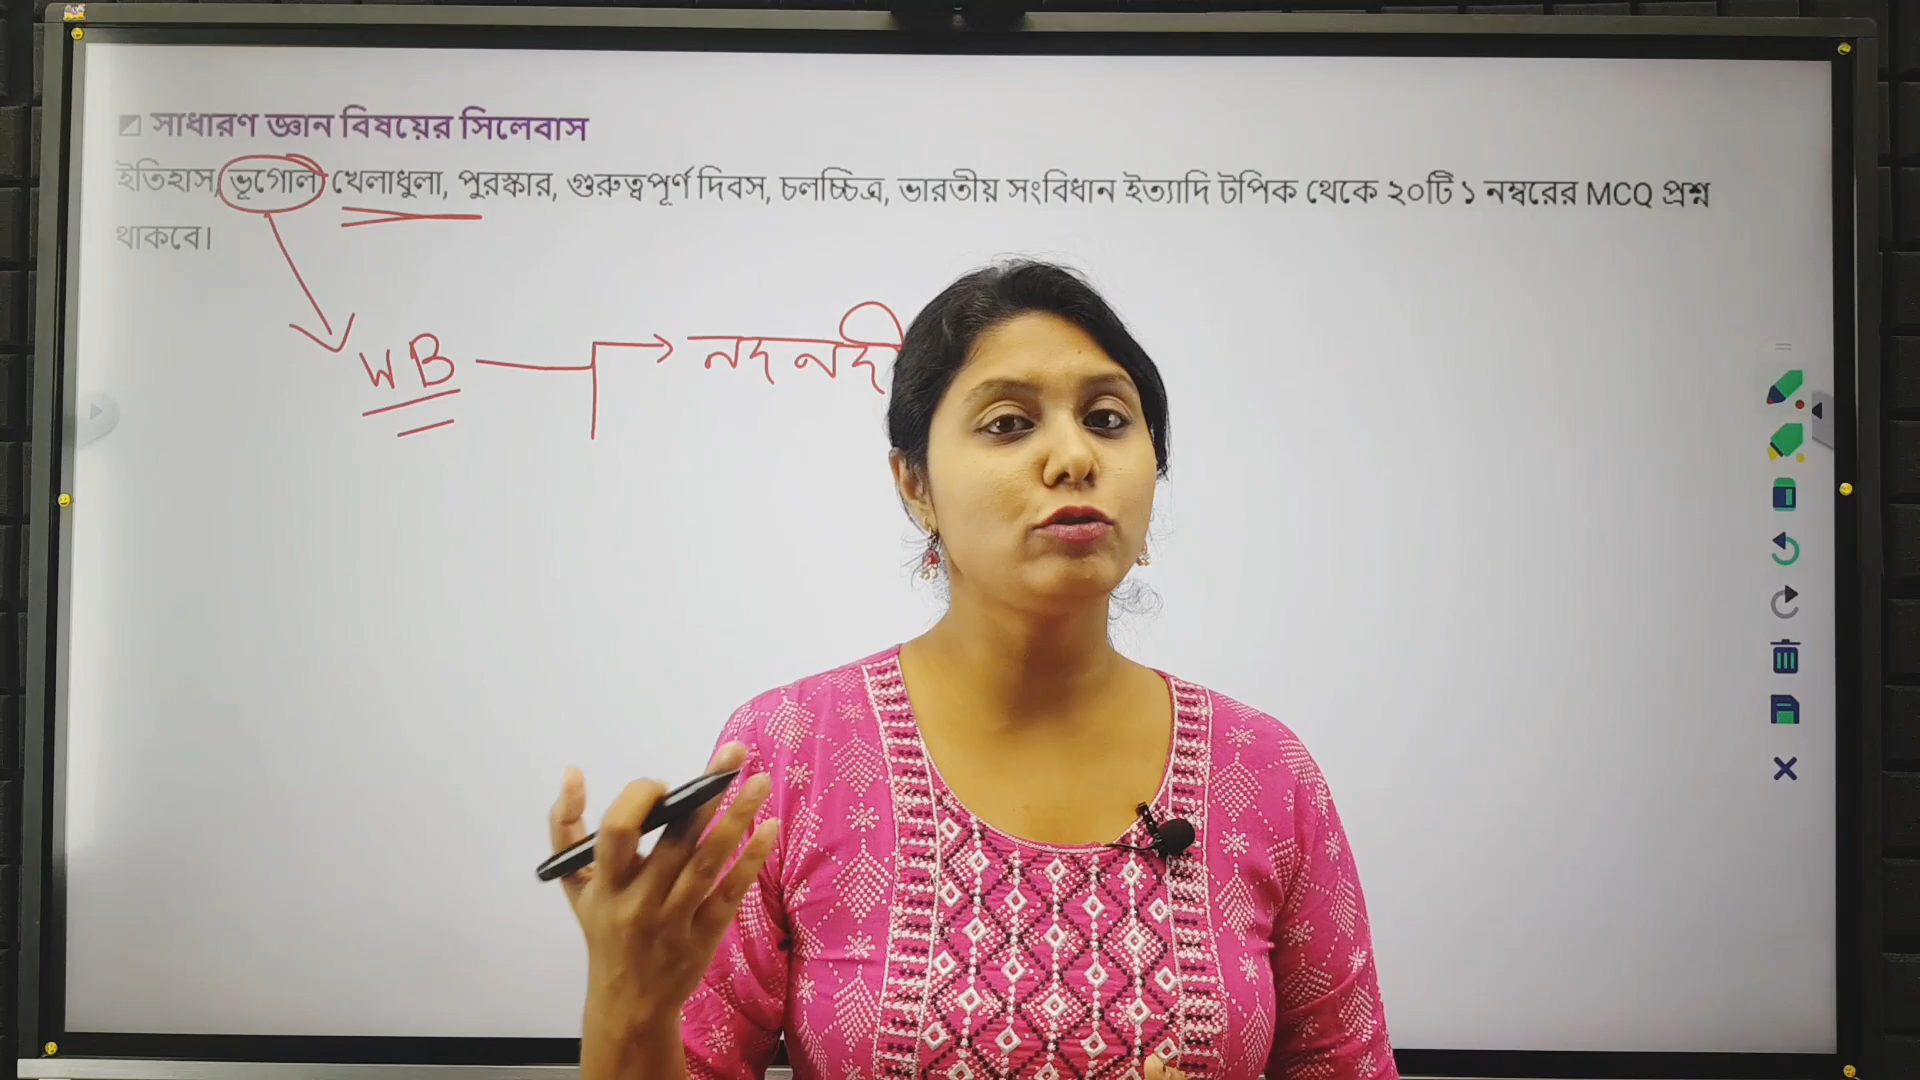 সাধারণ জ্ঞান বিষয়ের সিলেবাস
ইতিহাস, ভূগোল, খেলাধুলা, পুরস্কার, গুরুত্বপূর্ণ দিবস, চলচ্চিত্র, ভারতীয় সংবিধান ইত্যাদি টপিক থেকে ২০টি ১ নম্বরের MCQ প্রশ্ন
থাকবে।
WB নদনদী